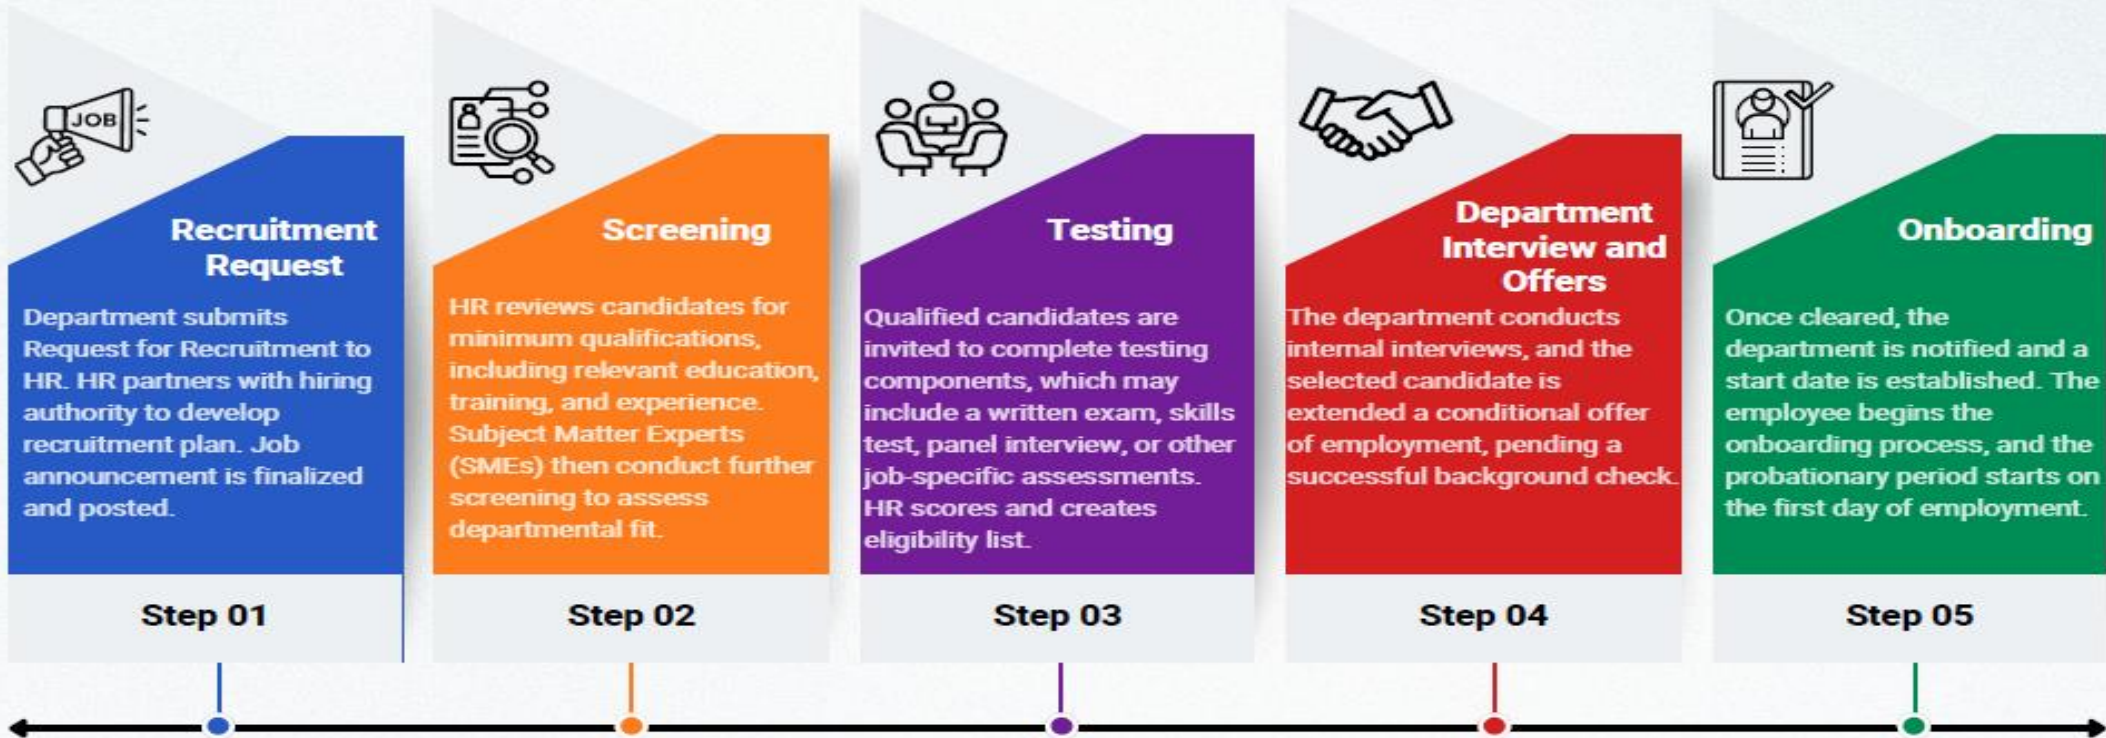 JOB
Recruitment
Request
Department submits
Request for Recruitment to
HR. HR partners with hiring
authority to develop
recruitment plan. Job
announcement is finalized
and posted.
Step 01
Screening
HR reviews candidates for
minimum qualifications,
including relevant education,
training, and experience.
Subject Matter Experts
(SMEs) then conduct further
screening to assess
departmental fit.
Step 02
Testing
Qualified candidates are
invited to complete testing
components, which may
include a written exam, skills
test, panel interview, or other
job-specific assessments.
HR scores and creates
eligibility list.
Step 03
Department
Interview and
Offers
The department conducts
internal interviews, and the
selected candidate is
extended a conditional offer
of employment, pending a
successful background check.
Step 04
Onboarding
Once cleared, the
department is notified and a
start date is established. The
employee begins the
onboarding process, and the
probationary period starts on
the first day of employment.
Step 05